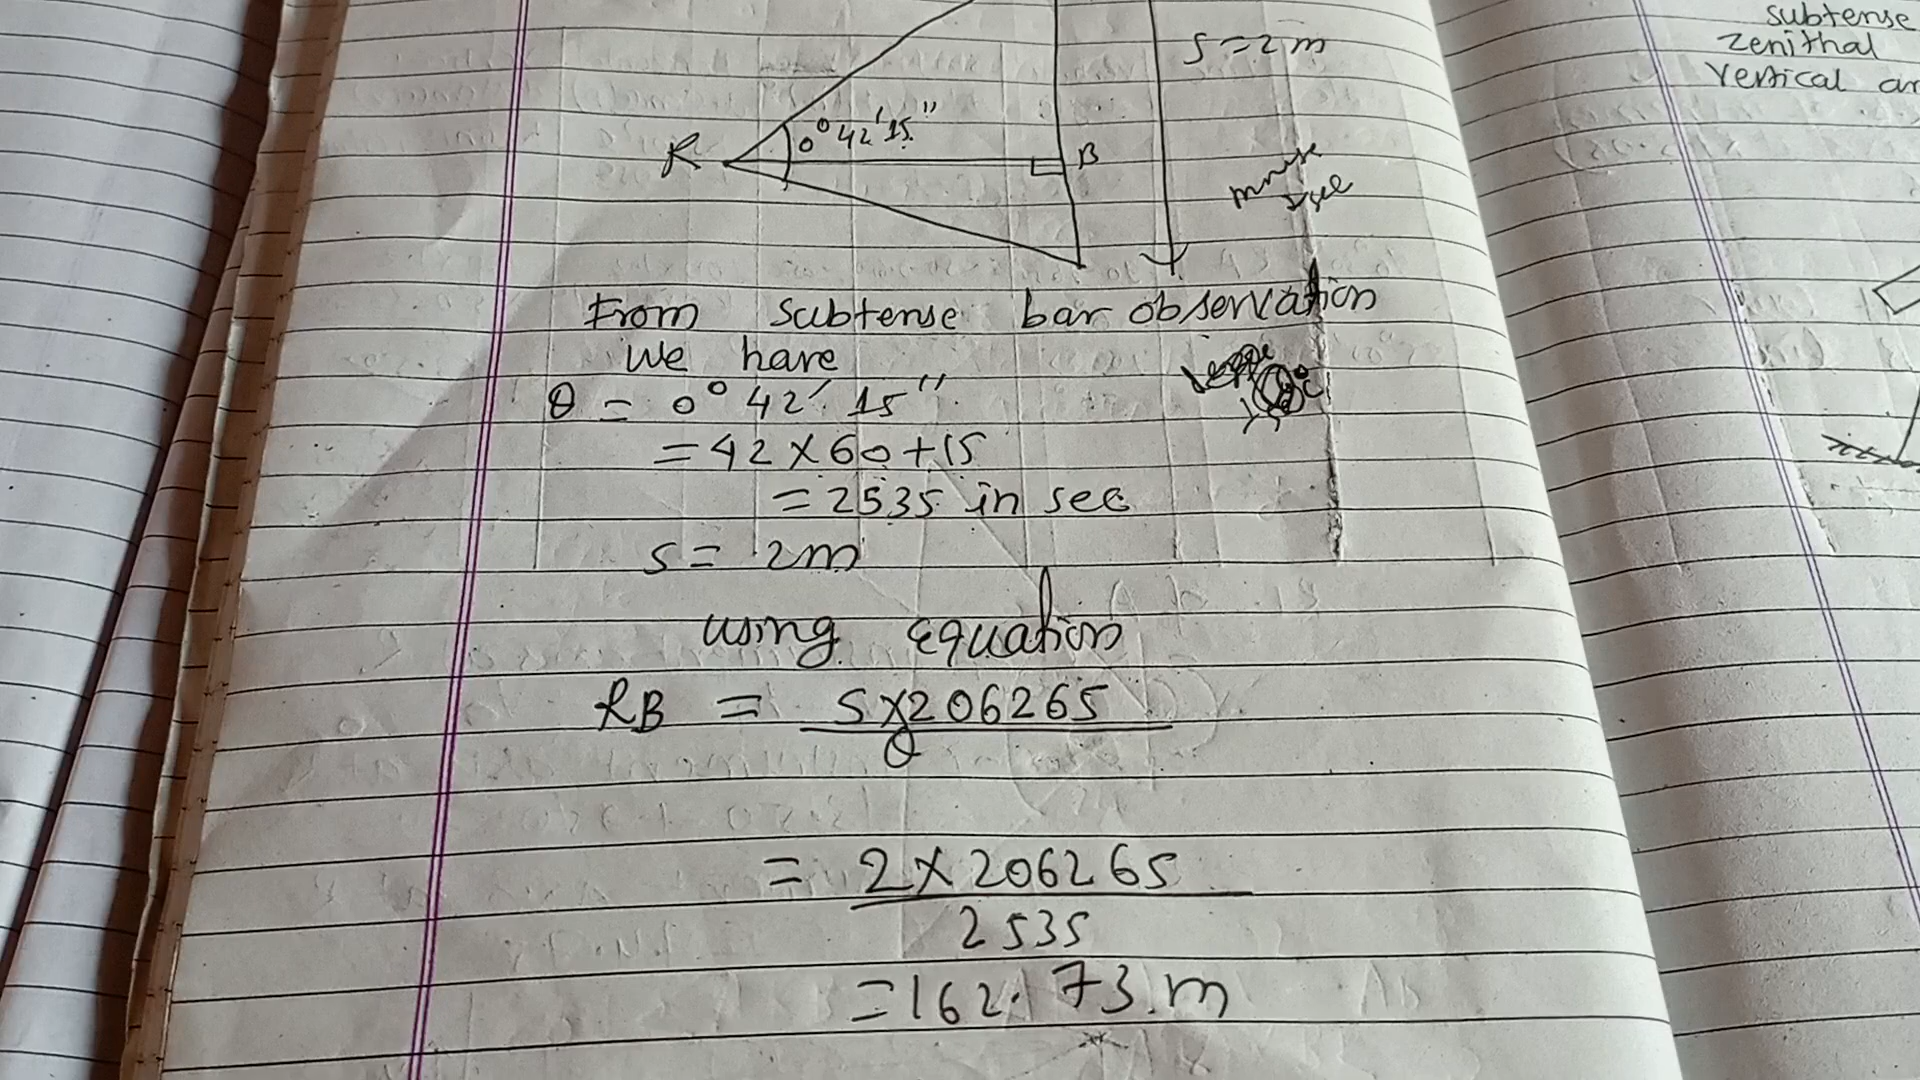 S = 2 m
R
0° 42' 15"
B
From subtense bar observation
we have
θ = 0° 42' 15"
= 42 × 60 + 15
= 2535 in sec
S = 2m
using equation
RB = S×206265
θ
= 2 × 206265
2535
= 162.73 m
subtense
Zenithal
Vertical